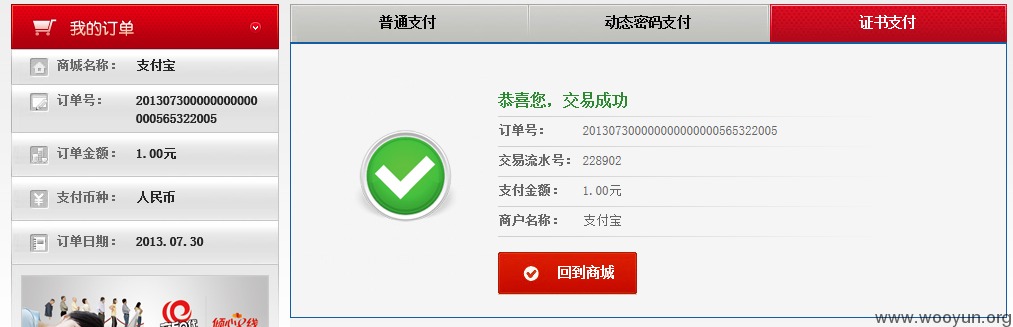 我的订单
商城名称： 支付宝
订单号： 201307300000000000
000565322005
订单金额： 1.00元
支付币种： 人民币
订单日期： 2013.07.30
普通支付 动态密码支付 证书支付
恭喜您，交易成功
订单号： 201307300000000000000565322005
交易流水号： 228902
支付金额： 1.00元
商户名称： 支付宝
回到商城
www.wooyun.org